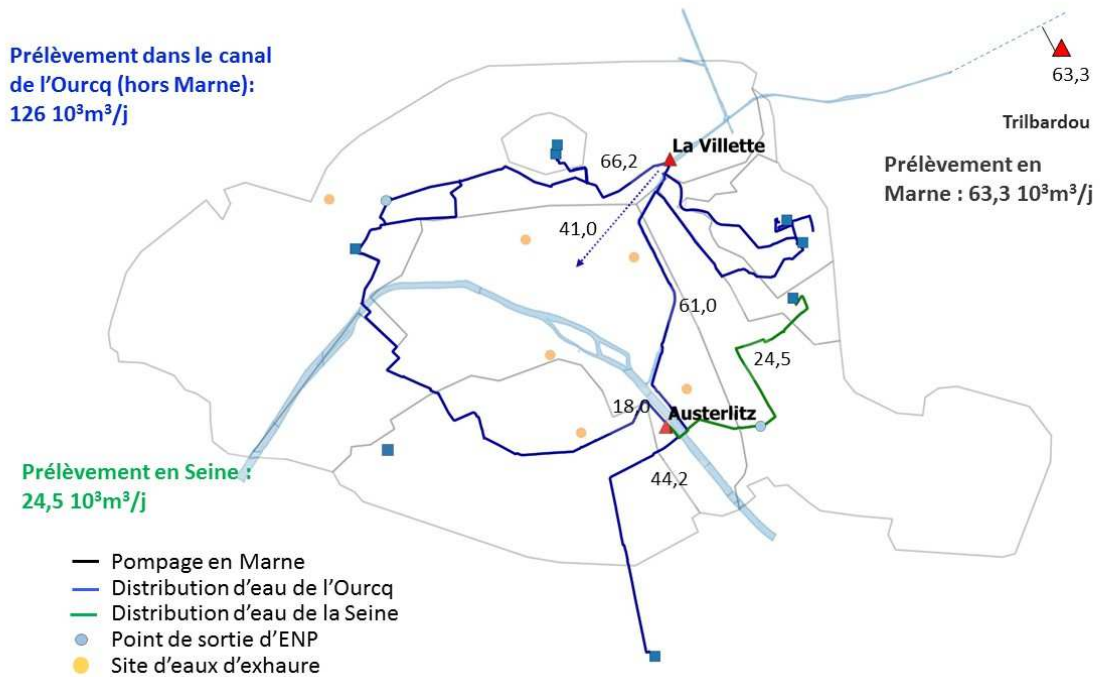 Prélèvement dans le canal
de l’Ourcq (hors Marne):
126 10³m³/j
63,3
Trilbardou
La Villette
66,2
Prélèvement en
Marne : 63,3 10³m³/j
41,0
61,0
24,5
18,0
Austerlitz
Prélèvement en Seine :
24,5 10³m³/j
44,2
Pompage en Marne
Distribution d’eau de l’Ourcq
Distribution d’eau de la Seine
Point de sortie d’ENP
Site d’eaux d’exhaure